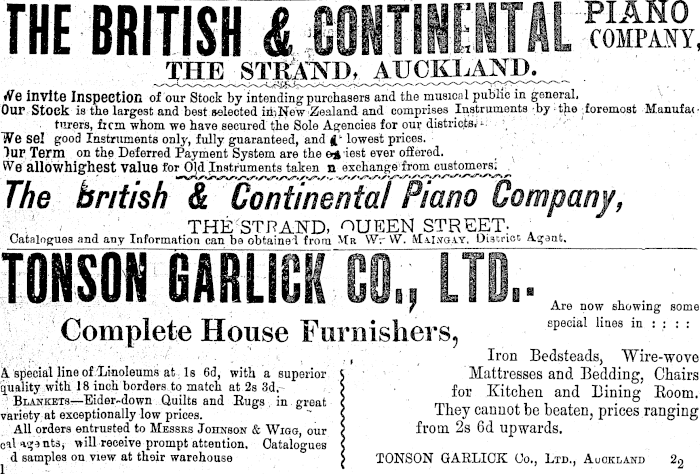 THE BRITISH & CONTINENTAL PIANO COMPANY,
THE STRAND, AUCKLAND.
We invite Inspection of our Stock by intending purchasers and the musical public in general.
Our Stock is the largest and best selected in New Zealand and comprises Instruments by the foremost Manufac-
turers, from whom we have secured the Sole Agencies for our districts.
We sel good Instruments only, fully guaranteed, and lowest prices.
Our Term on the Deferred Payment System are the iest ever offered.
We allow highest value for Old Instruments taken n exchange from customers.
The British & Continental Piano Company,
THE STRAND, QUEEN STREET.
Catalogues and any Information can be obtained from MR W. W. MAINGAY, District Agent.
TONSON GARLICK CO., LTD..
Complete House Furnishers,
A special line of Linoleums at 1s 6d, with a superior
quality with 18 inch borders to match at 2s 3d,
BLANKETS—Eider-down Quilts and Rugs in great
variety at exceptionally low prices.
All orders entrusted to MESSRS JOHNSON & WIGG, our
cal agents, will receive prompt attention. Catalogues
d samples on view at their warehouse
Are now showing some
special lines in : : : :
Iron Bedsteads, Wire-wove
Mattresses and Bedding, Chairs
for Kitchen and Dining Room.
They cannot be beaten, prices ranging
from 2s 6d upwards.
TONSON GARLICK CO., LTD., AUCKLAND 29